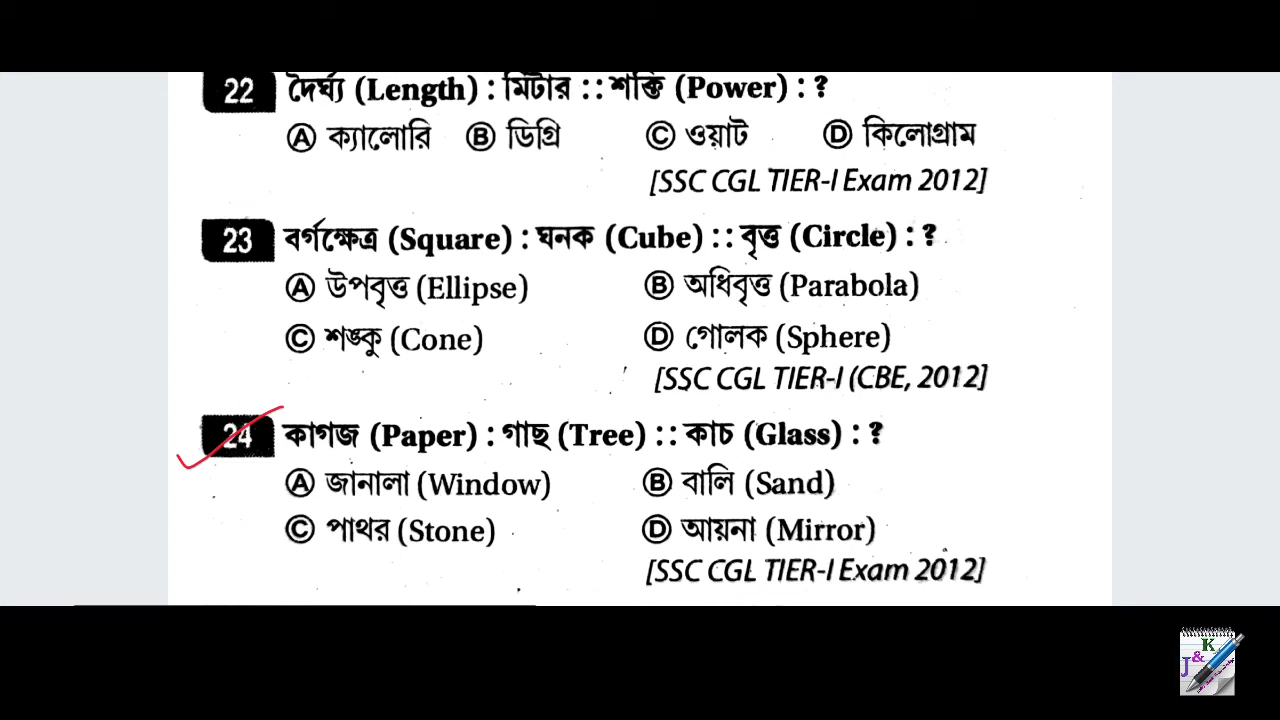 22 দৈর্ঘ্য (Length) : মিটার :: শক্তি (Power) : ?
Ⓐ ক্যালোরি Ⓑ ডিগ্রি Ⓒ ওয়াট Ⓓ কিলোগ্রাম
[SSC CGL TIER-I Exam 2012]
23 বর্গক্ষেত্র (Square) : ঘনক (Cube) :: বৃত্ত (Circle) : ?
Ⓐ উপবৃত্ত (Ellipse) Ⓑ অধিবৃত্ত (Parabola)
Ⓒ শঙ্কু (Cone) Ⓓ গোলক (Sphere)
[SSC CGL TIER-I (CBE, 2012]
24 কাগজ (Paper) : গাছ (Tree) :: কাচ (Glass) : ?
Ⓐ জানালা (Window) Ⓑ বালি (Sand)
Ⓒ পাথর (Stone) Ⓓ আয়না (Mirror)
[SSC CGL TIER-I Exam 2012]
J&K